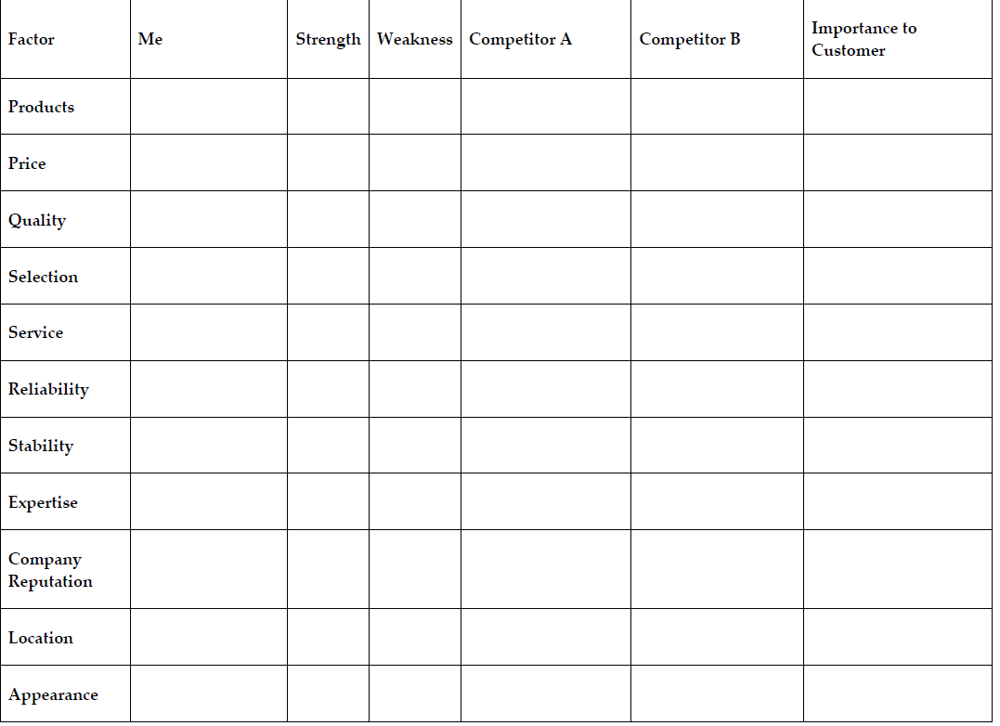 Factor Me Strength Weakness Competitor A Competitor B Importance to
Customer
Products
Price
Quality
Selection
Service
Reliability
Stability
Expertise
Company
Reputation
Location
Appearance